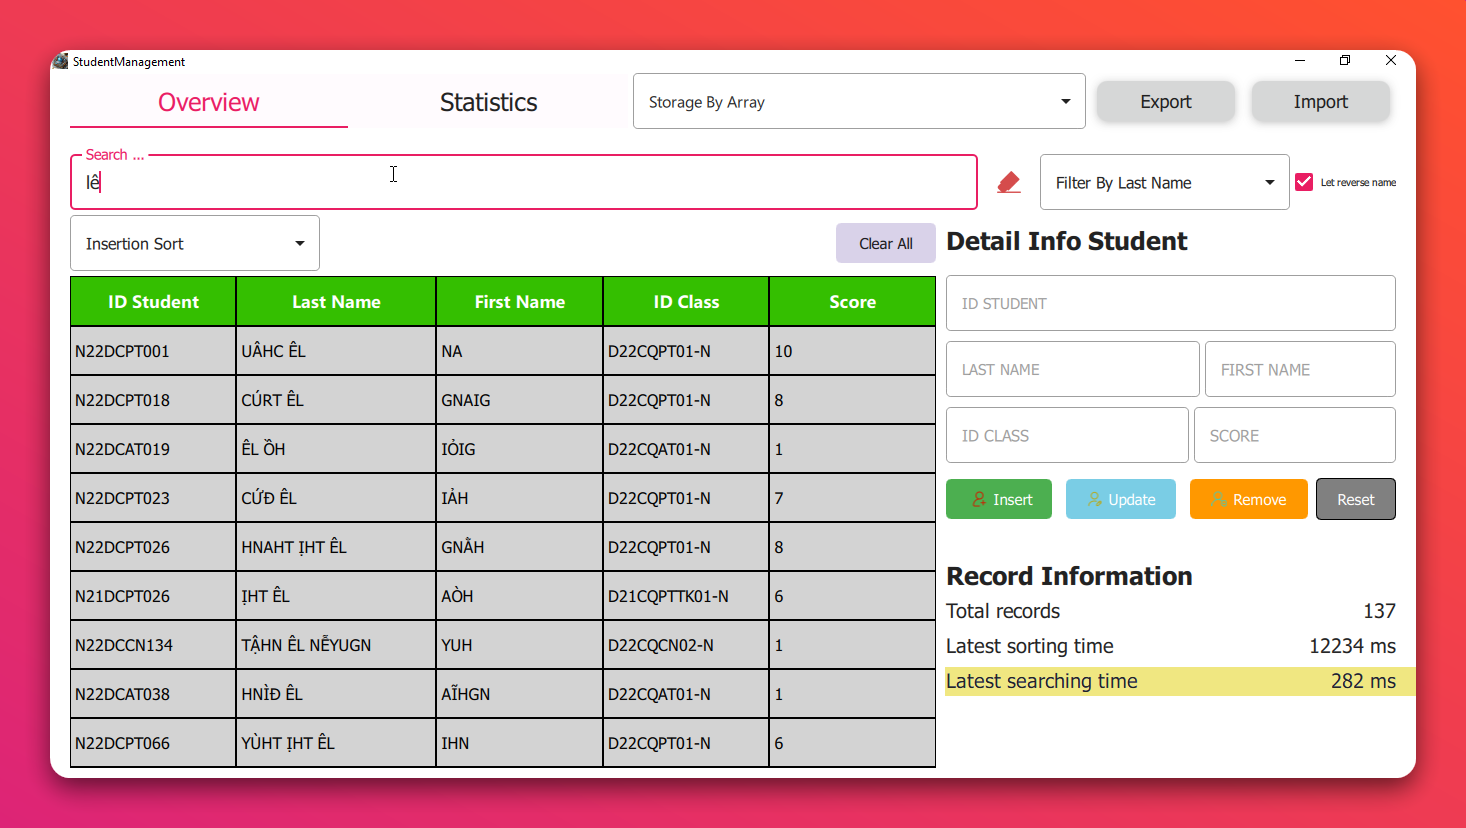 StudentManagement
Overview
Statistics
Storage By Array
Export
Import
Search ...
lê
Filter By Last Name
Let reverse name
Insertion Sort
Clear All
Detail Info Student
ID Student Last Name First Name ID Class Score
N22DCPT001 UÂHC ÊL NA D22CQPT01-N 10
N22DCPT018 CÚRT ÊL GNAIG D22CQPT01-N 8
N22DCAT019 ÊL ỒH IỎIG D22CQAT01-N 1
N22DCPT023 CỨĐ ÊL IẢH D22CQPT01-N 7
N22DCPT026 HNAHT ỊHT ÊL GNẰH D22CQPT01-N 8
N21DCPT026 ỊHT ÊL AÒH D21CQPTTK01-N 6
N22DCCN134 TẬHN ÊL NỄYUGN YUH D22CQCN02-N 1
N22DCAT038 HNÌĐ ÊL AĨHGN D22CQAT01-N 1
N22DCPT066 YÙHT ỊHT ÊL IHN D22CQPT01-N 6
ID STUDENT
LAST NAME
FIRST NAME
ID CLASS
SCORE
Insert
Update
Remove
Reset
Record Information
Total records 137
Latest sorting time 12234 ms
Latest searching time 282 ms